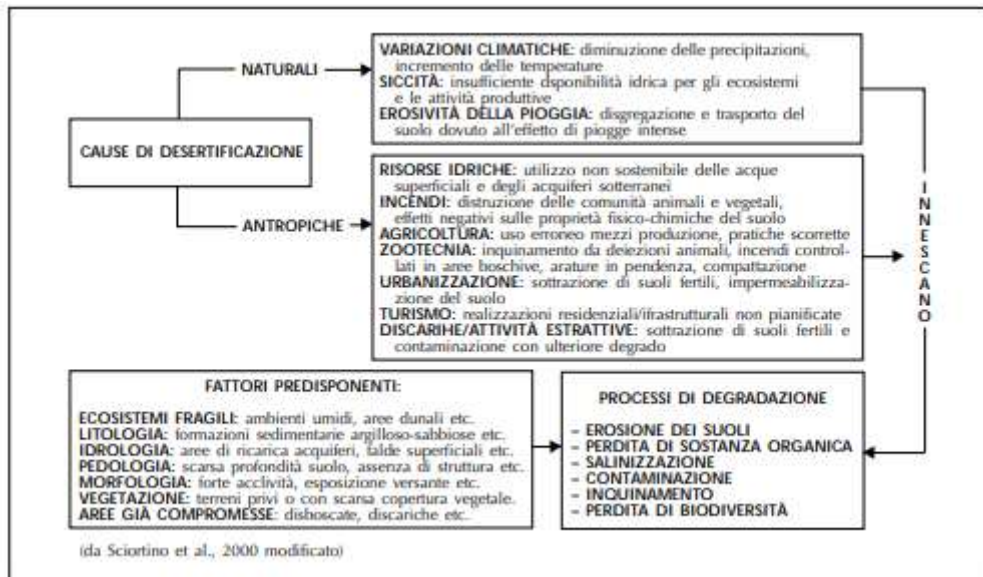 NATURALI
VARIAZIONI CLIMATICHE: diminuzione delle precipitazioni,
incremento delle temperature
SICCITÀ: insufficiente dsponibilità idrica per gli ecosistemi
e le attività produttive
EROSIVITÀ DELLA PIOGGIA: disgregazione e trasporto del
suolo dovuto all'effetto di piogge intense
CAUSE DI DESERTIFICAZIONE
ANTROPICHE
RISORSE IDRICHE: utilizzo non sostenibile delle acque
superficiali e degli acquiferi sotterranei
INCENDI: distruzione delle comunità animali e vegetali,
effetti negativi sulle proprietà fisico-chimiche del suolo
AGRICOLTURA: uso erroneo mezzi produzione, pratiche scorrette
ZOOTECNIA: inquinamento da deiezioni animali, incendi control-
lati in aree boschive, arature in pendenza, compattazione
URBANIZZAZIONE: sottrazione di suoli fertili, impermeabilizza-
zione del suolo
TURISMO: realizzazioni residenziali/ifrastrutturali non pianificate
DISCARIHE/ATTIVITÀ ESTRATTIVE: sottrazione di suoli fertili e
contaminazione con ulteriore degrado
INNESCANO
FATTORI PREDISPONENTI:
ECOSISTEMI FRAGILI: ambienti umidi, aree dunali etc.
LITOLOGIA: formazioni sedimentarie argilloso-sabbiose etc.
IDROLOGIA: aree di ricarica acquiferi, falde superficiali etc.
PEDOLOGIA: scarsa profondità suolo, assenza di struttura etc.
MORFOLOGIA: forte acclività, esposizione versante etc.
VEGETAZIONE: terreni privi o con scarsa copertura vegetale.
AREE GIÀ COMPROMESSE: disboscate, discariche etc.
PROCESSI DI DEGRADAZIONE
– EROSIONE DEI SUOLI
– PERDITA DI SOSTANZA ORGANICA
– SALINIZZAZIONE
– CONTAMINAZIONE
– INQUINAMENTO
– PERDITA DI BIODIVERSITÀ
(da Sciortino et al., 2000 modificato)